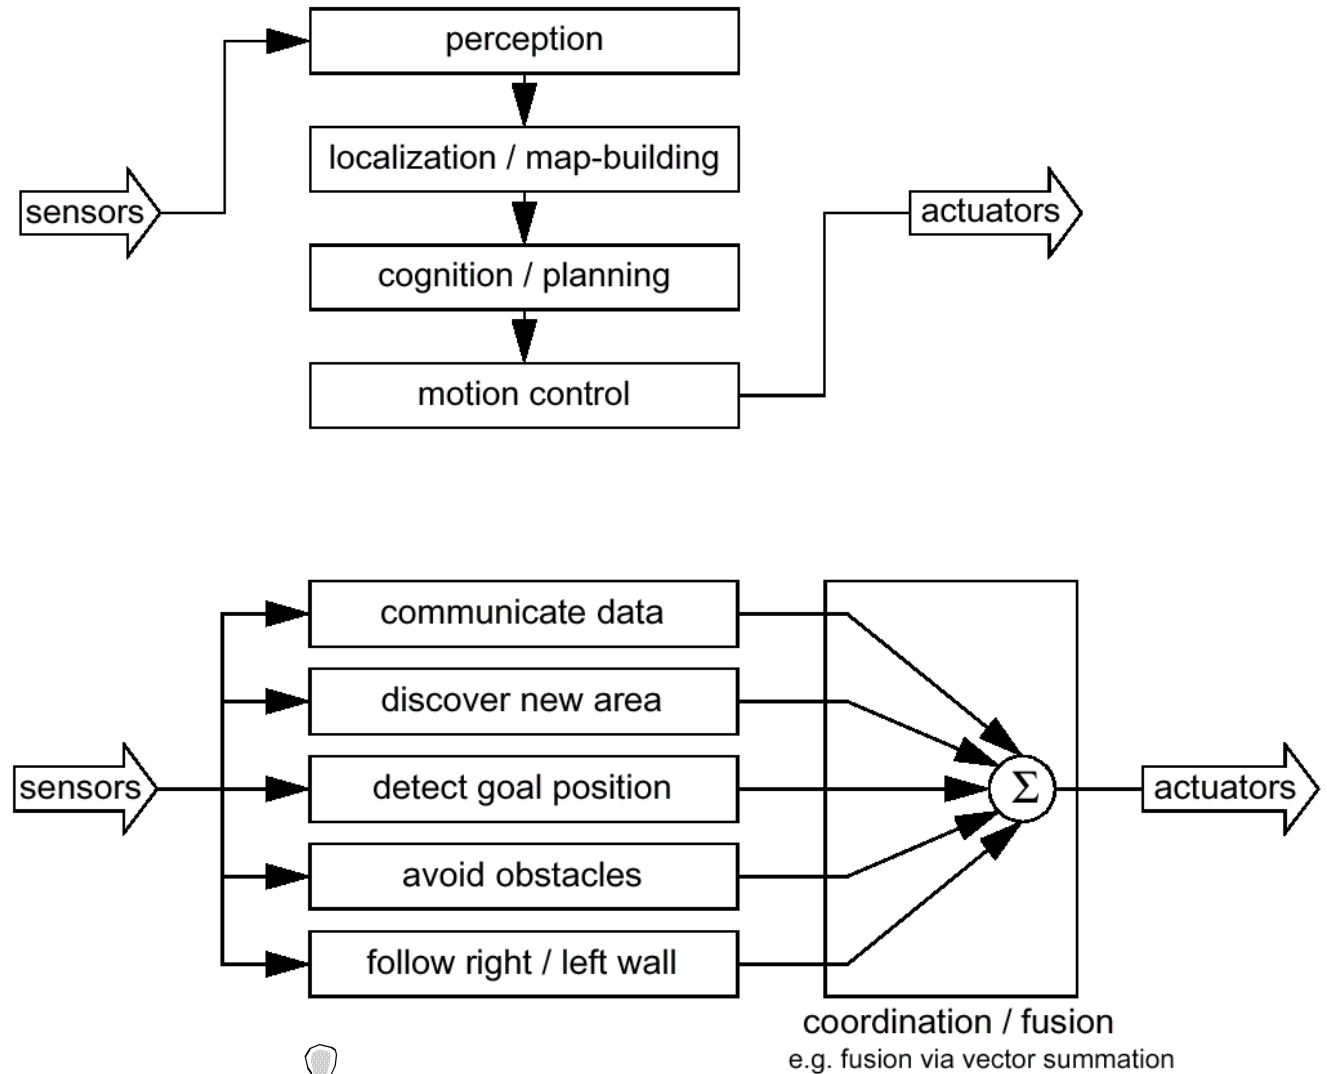 perception
localization / map-building
sensors
actuators
cognition / planning
motion control
communicate data
discover new area
sensors
detect goal position
Σ
actuators
avoid obstacles
follow right / left wall
coordination / fusion
e.g. fusion via vector summation